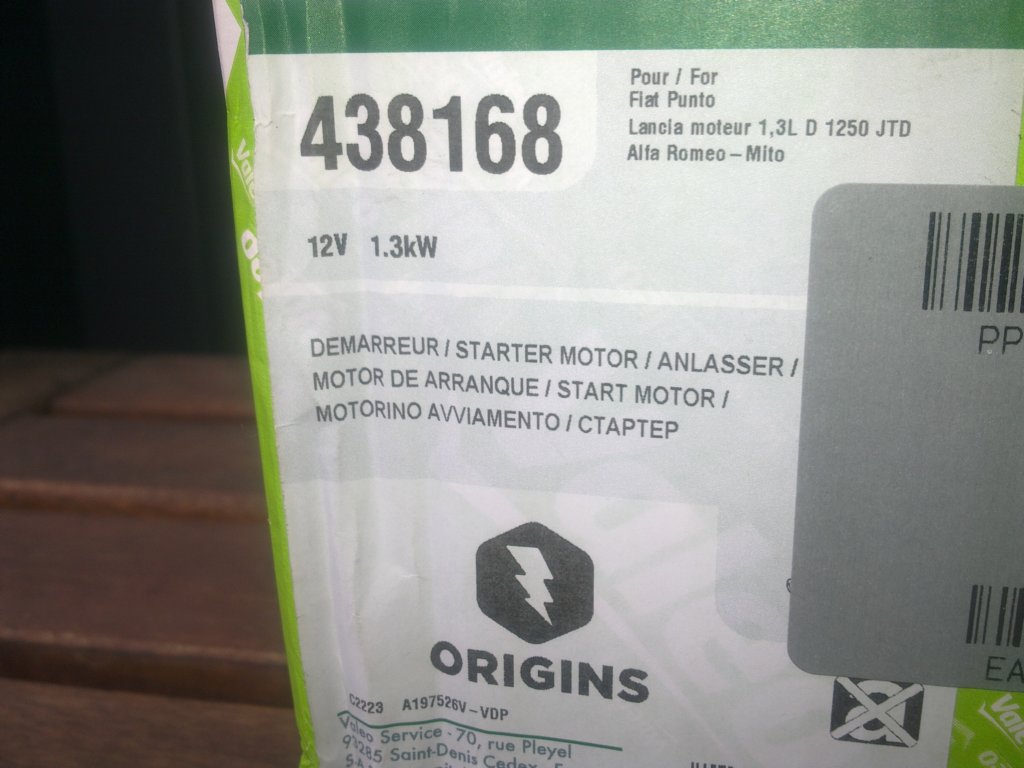 438168
Pour / For
Fiat Punto
Lancia moteur 1,3L D 1250 JTD
Alfa Romeo – Mito
12V 1.3kW
DEMARREUR / STARTER MOTOR / ANLASSER /
MOTOR DE ARRANQUE / START MOTOR /
MOTORINO AVVIAMENTO / СТАРТЕР
PP
EA
ORIGINS
C2223 A197526V – VDP
Valeo Service - 70, rue Pleyel
93285 Saint-Denis Cedex